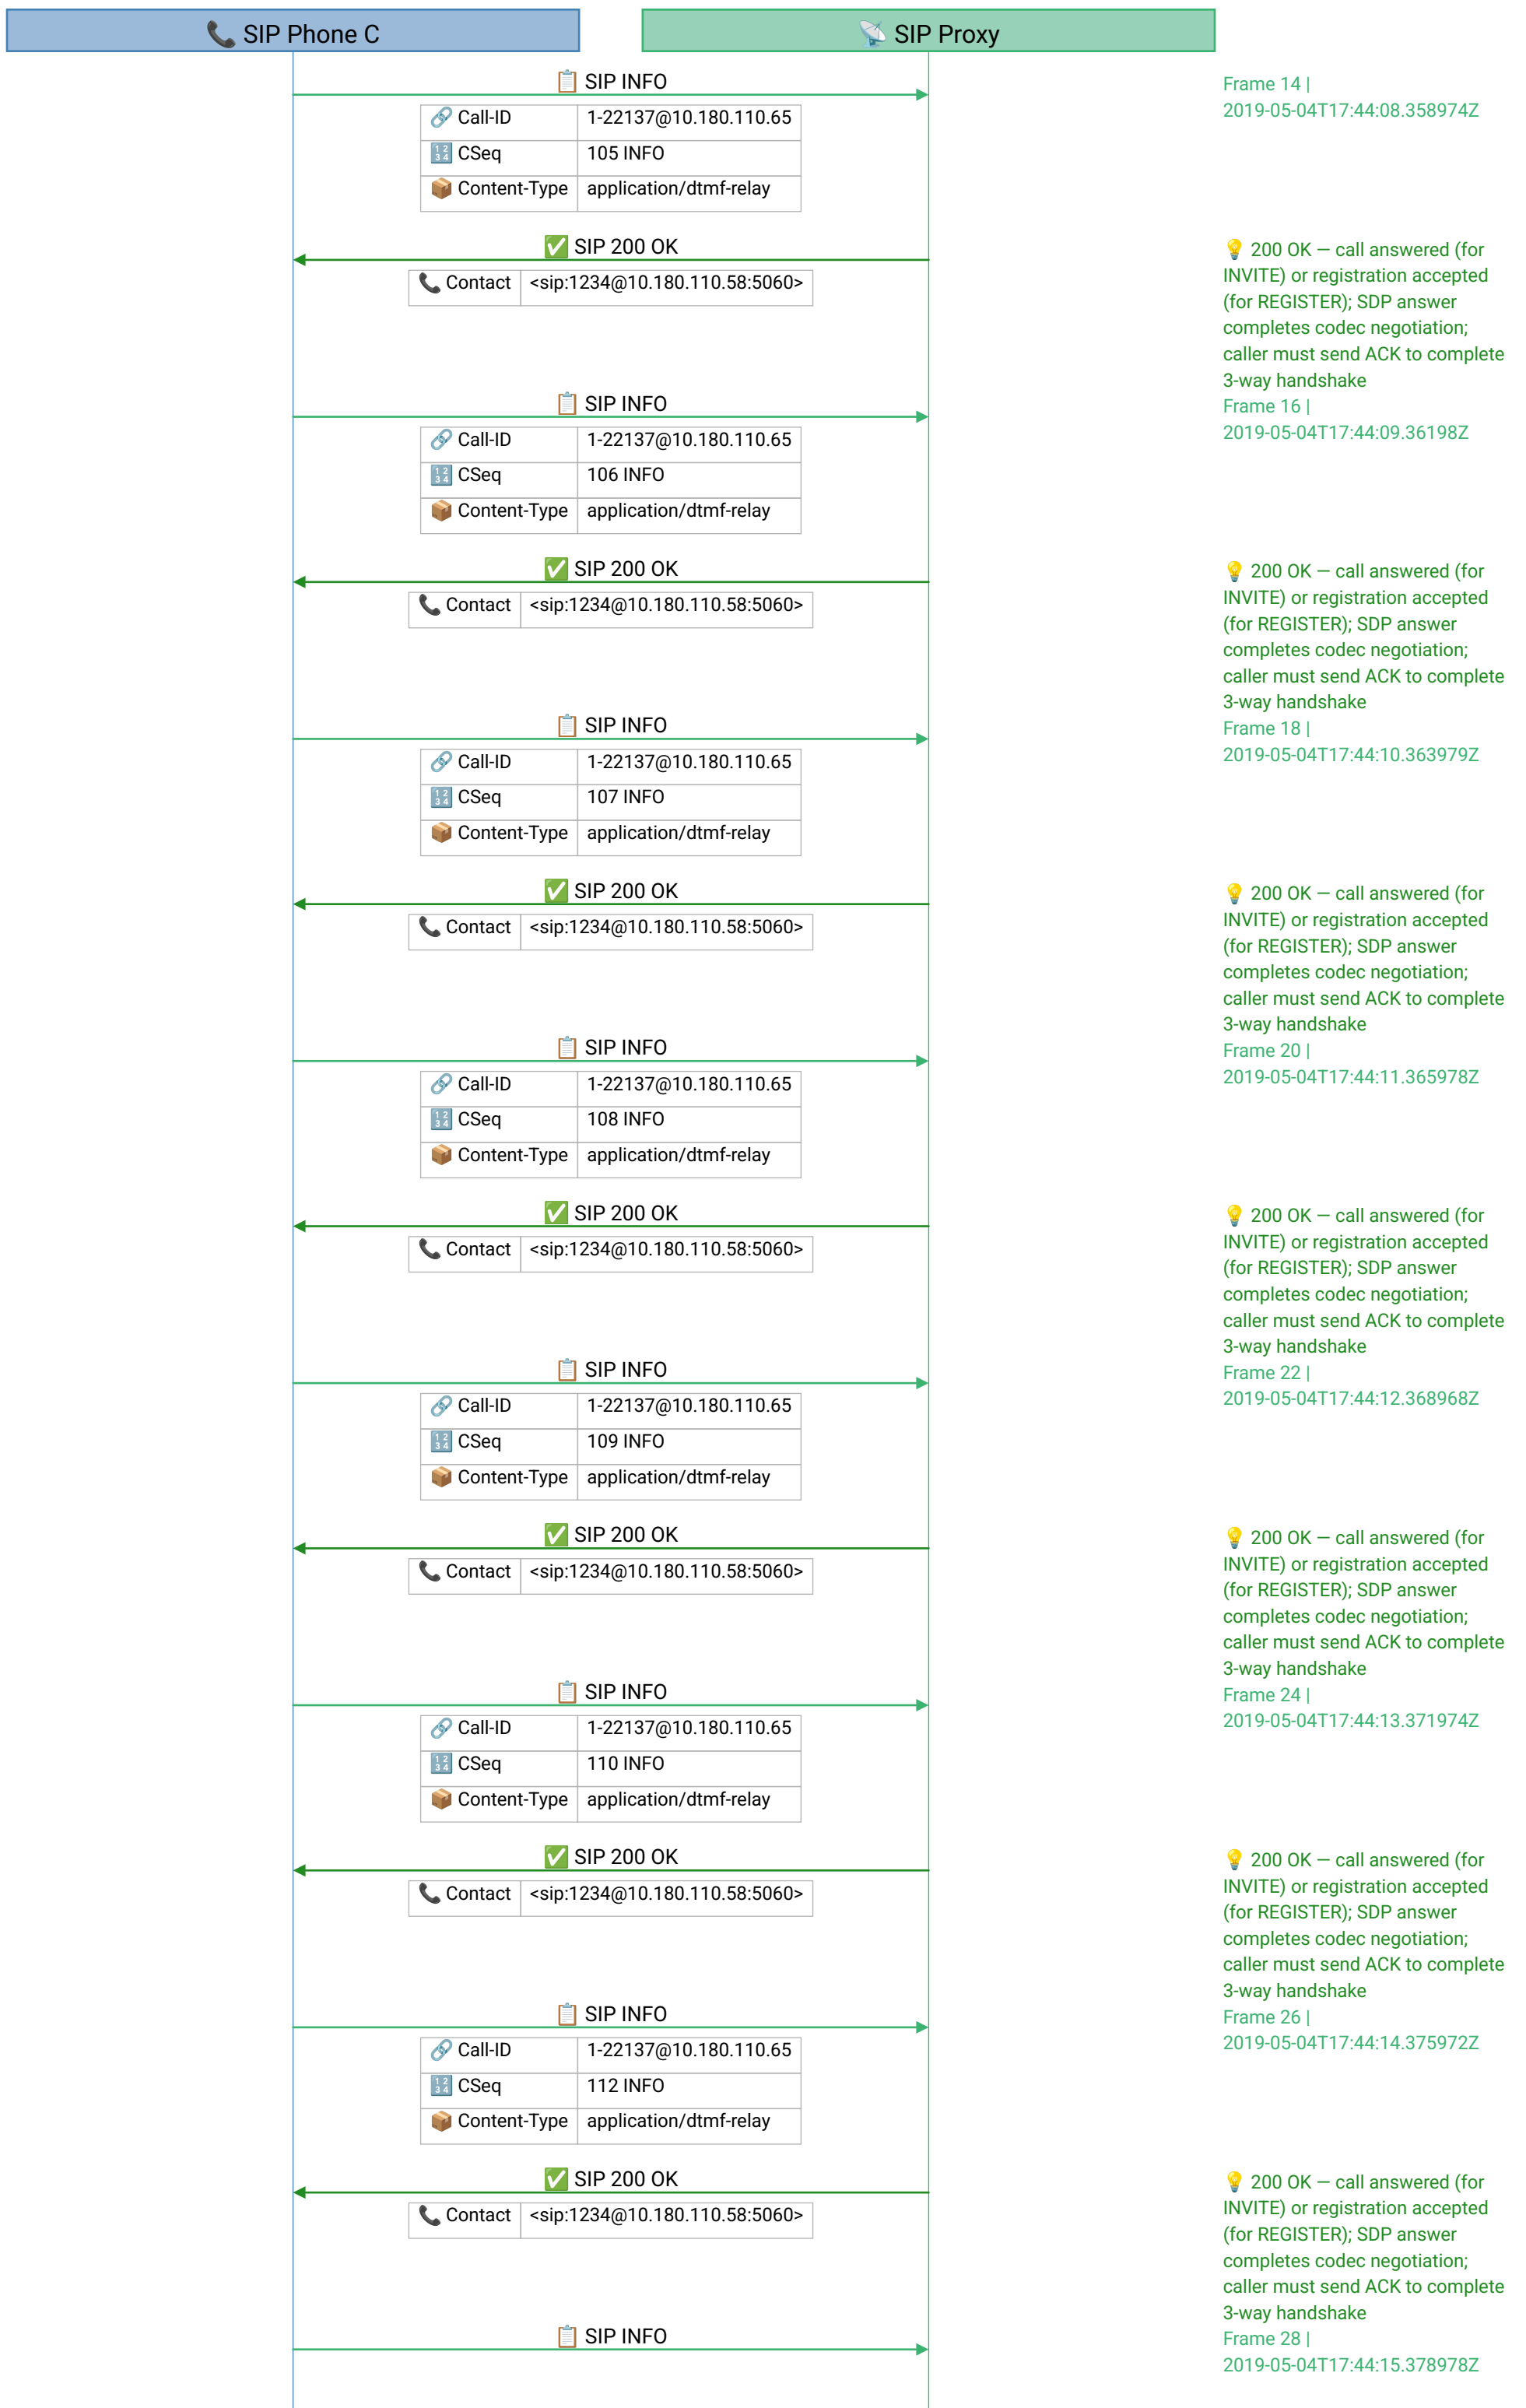 📞 SIP Phone C
📡 SIP Proxy
📋 SIP INFO
Frame 14 |
2019-05-04T17:44:08.358974Z
🔗 Call-ID 1-22137@10.180.110.65
🔢 CSeq 105 INFO
📦 Content-Type application/dtmf-relay
✅ SIP 200 OK
📞 Contact <sip:1234@10.180.110.58:5060>
💡 200 OK — call answered (for
INVITE) or registration accepted
(for REGISTER); SDP answer
completes codec negotiation;
caller must send ACK to complete
3-way handshake
📋 SIP INFO
Frame 16 |
2019-05-04T17:44:09.36198Z
🔗 Call-ID 1-22137@10.180.110.65
🔢 CSeq 106 INFO
📦 Content-Type application/dtmf-relay
✅ SIP 200 OK
📞 Contact <sip:1234@10.180.110.58:5060>
💡 200 OK — call answered (for
INVITE) or registration accepted
(for REGISTER); SDP answer
completes codec negotiation;
caller must send ACK to complete
3-way handshake
📋 SIP INFO
Frame 18 |
2019-05-04T17:44:10.363979Z
🔗 Call-ID 1-22137@10.180.110.65
🔢 CSeq 107 INFO
📦 Content-Type application/dtmf-relay
✅ SIP 200 OK
📞 Contact <sip:1234@10.180.110.58:5060>
💡 200 OK — call answered (for
INVITE) or registration accepted
(for REGISTER); SDP answer
completes codec negotiation;
caller must send ACK to complete
3-way handshake
📋 SIP INFO
Frame 20 |
2019-05-04T17:44:11.365978Z
🔗 Call-ID 1-22137@10.180.110.65
🔢 CSeq 108 INFO
📦 Content-Type application/dtmf-relay
✅ SIP 200 OK
📞 Contact <sip:1234@10.180.110.58:5060>
💡 200 OK — call answered (for
INVITE) or registration accepted
(for REGISTER); SDP answer
completes codec negotiation;
caller must send ACK to complete
3-way handshake
📋 SIP INFO
Frame 22 |
2019-05-04T17:44:12.368968Z
🔗 Call-ID 1-22137@10.180.110.65
🔢 CSeq 109 INFO
📦 Content-Type application/dtmf-relay
✅ SIP 200 OK
📞 Contact <sip:1234@10.180.110.58:5060>
💡 200 OK — call answered (for
INVITE) or registration accepted
(for REGISTER); SDP answer
completes codec negotiation;
caller must send ACK to complete
3-way handshake
📋 SIP INFO
Frame 24 |
2019-05-04T17:44:13.371974Z
🔗 Call-ID 1-22137@10.180.110.65
🔢 CSeq 110 INFO
📦 Content-Type application/dtmf-relay
✅ SIP 200 OK
📞 Contact <sip:1234@10.180.110.58:5060>
💡 200 OK — call answered (for
INVITE) or registration accepted
(for REGISTER); SDP answer
completes codec negotiation;
caller must send ACK to complete
3-way handshake
📋 SIP INFO
Frame 26 |
2019-05-04T17:44:14.375972Z
🔗 Call-ID 1-22137@10.180.110.65
🔢 CSeq 112 INFO
📦 Content-Type application/dtmf-relay
✅ SIP 200 OK
📞 Contact <sip:1234@10.180.110.58:5060>
💡 200 OK — call answered (for
INVITE) or registration accepted
(for REGISTER); SDP answer
completes codec negotiation;
caller must send ACK to complete
3-way handshake
📋 SIP INFO
Frame 28 |
2019-05-04T17:44:15.378978Z